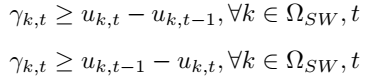 γ_{k,t} ≥ u_{k,t} − u_{k,t−1}, ∀k ∈ Ω_{SW}, t
γ_{k,t} ≥ u_{k,t−1} − u_{k,t}, ∀k ∈ Ω_{SW}, t